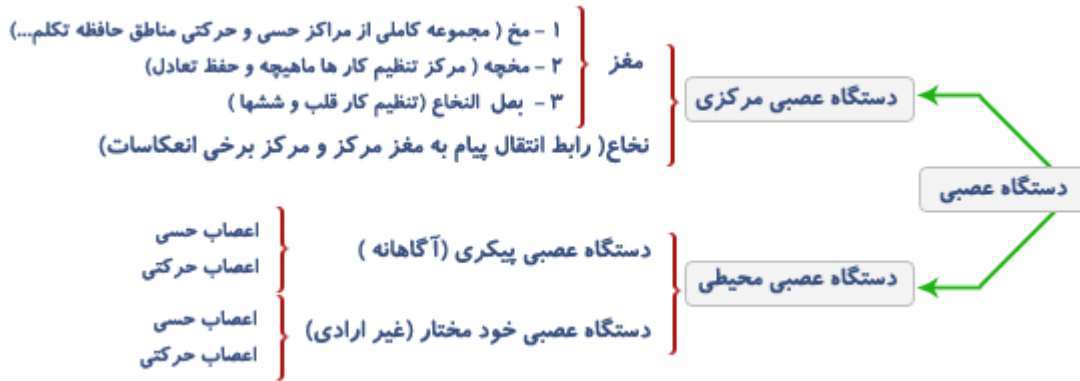 دستگاه عصبی
دستگاه عصبی مرکزی
مغز
۱ - مخ ( مجموعه کاملی از مراکز حسی و حرکتی مناطق حافظه تکلم...)
۲ - مخچه ( مرکز تنظیم کار ها ماهیچه و حفظ تعادل)
۳ - بصل النخاع (تنظیم کار قلب و ششها )
نخاع( رابط انتقال پیام به مغز مرکز و مرکز برخی انعکاسات)
دستگاه عصبی محیطی
دستگاه عصبی پیکری (آگاهانه )
اعصاب حسی
اعصاب حرکتی
دستگاه عصبی خود مختار (غیر ارادی)
اعصاب حسی
اعصاب حرکتی